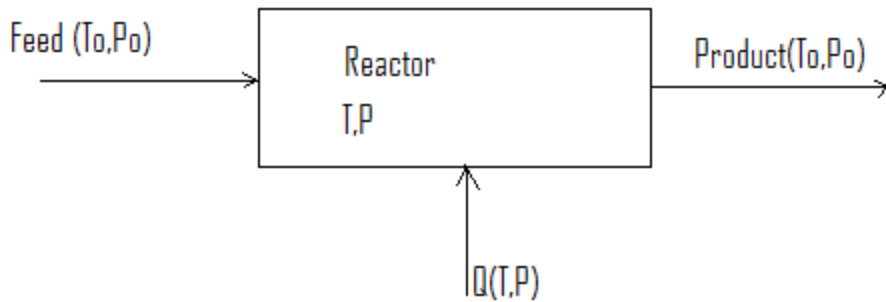 Feed (To,Po)
Reactor
T,P
Product(To,Po)
Q(T,P)